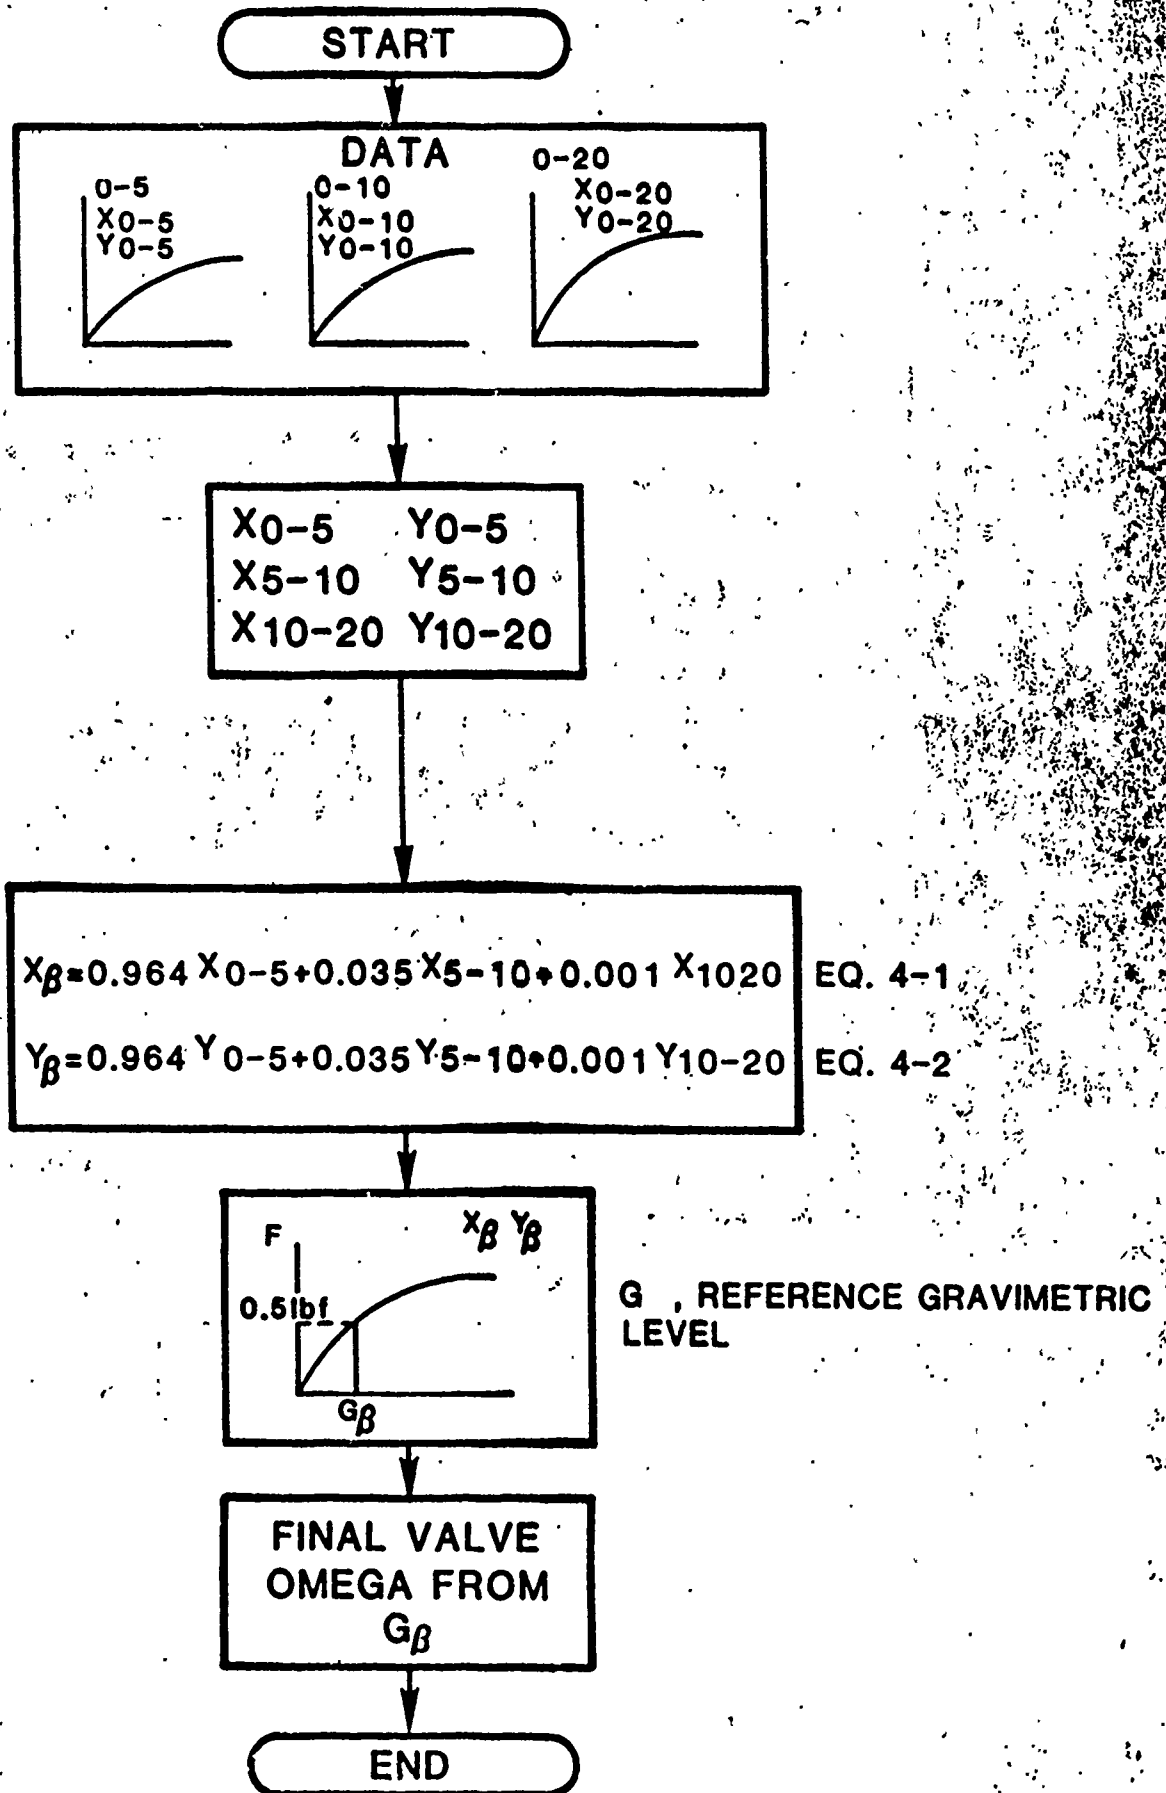 START
DATA
0-5
X0-5
Y0-5
0-10
X0-10
Y0-10
0-20
X0-20
Y0-20
X0-5 Y0-5
X5-10 Y5-10
X10-20 Y10-20
Xβ=0.964 X0-5+0.035 X5-10+0.001 X1020 EQ. 4-1
Yβ=0.964 Y0-5+0.035 Y5-10+0.001 Y10-20 EQ. 4-2
F
Xβ Yβ
0.5lbf
Gβ
G , REFERENCE GRAVIMETRIC
LEVEL
FINAL VALVE
OMEGA FROM
Gβ
END